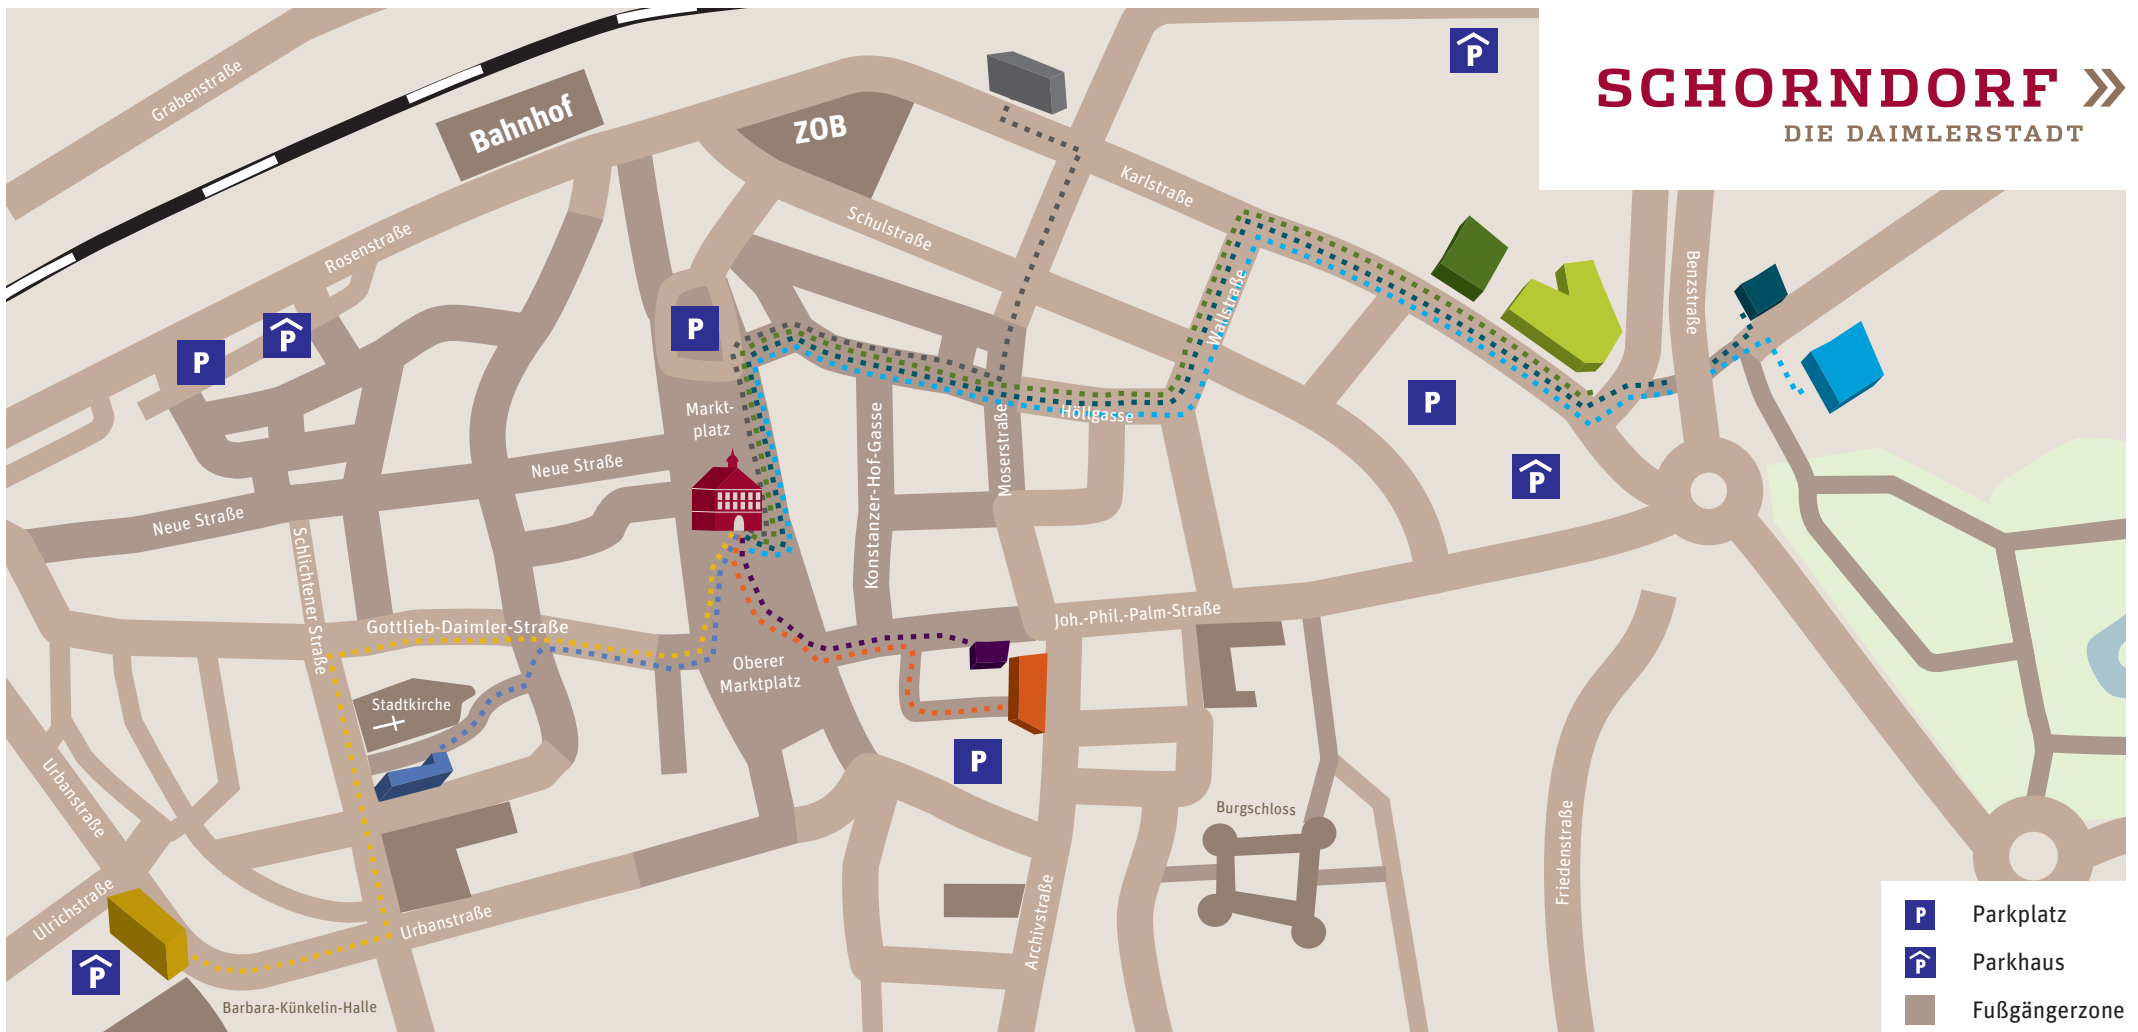 SCHORNDORF
DIE DAIMLERSTADT
P
Grabenstraße
Bahnhof
ZOB
Karlstraße
Schulstraße
Rosenstraße
Benzstraße
Wallstraße
P
P
P
P
Markt-
platz
Höllgasse
Neue Straße
Neue Straße
Konstanzer-Hof-Gasse
Moserstraße
P
Schlichtener Straße
Gottlieb-Daimler-Straße
Joh.-Phil.-Palm-Straße
Oberer
Marktplatz
Stadtkirche
P
Urbanstraße
Burgschloss
Friedenstraße
Ulrichstraße
Urbanstraße
Archivstraße
P
Barbara-Künkelin-Halle
P Parkplatz
P Parkhaus
Fußgängerzone